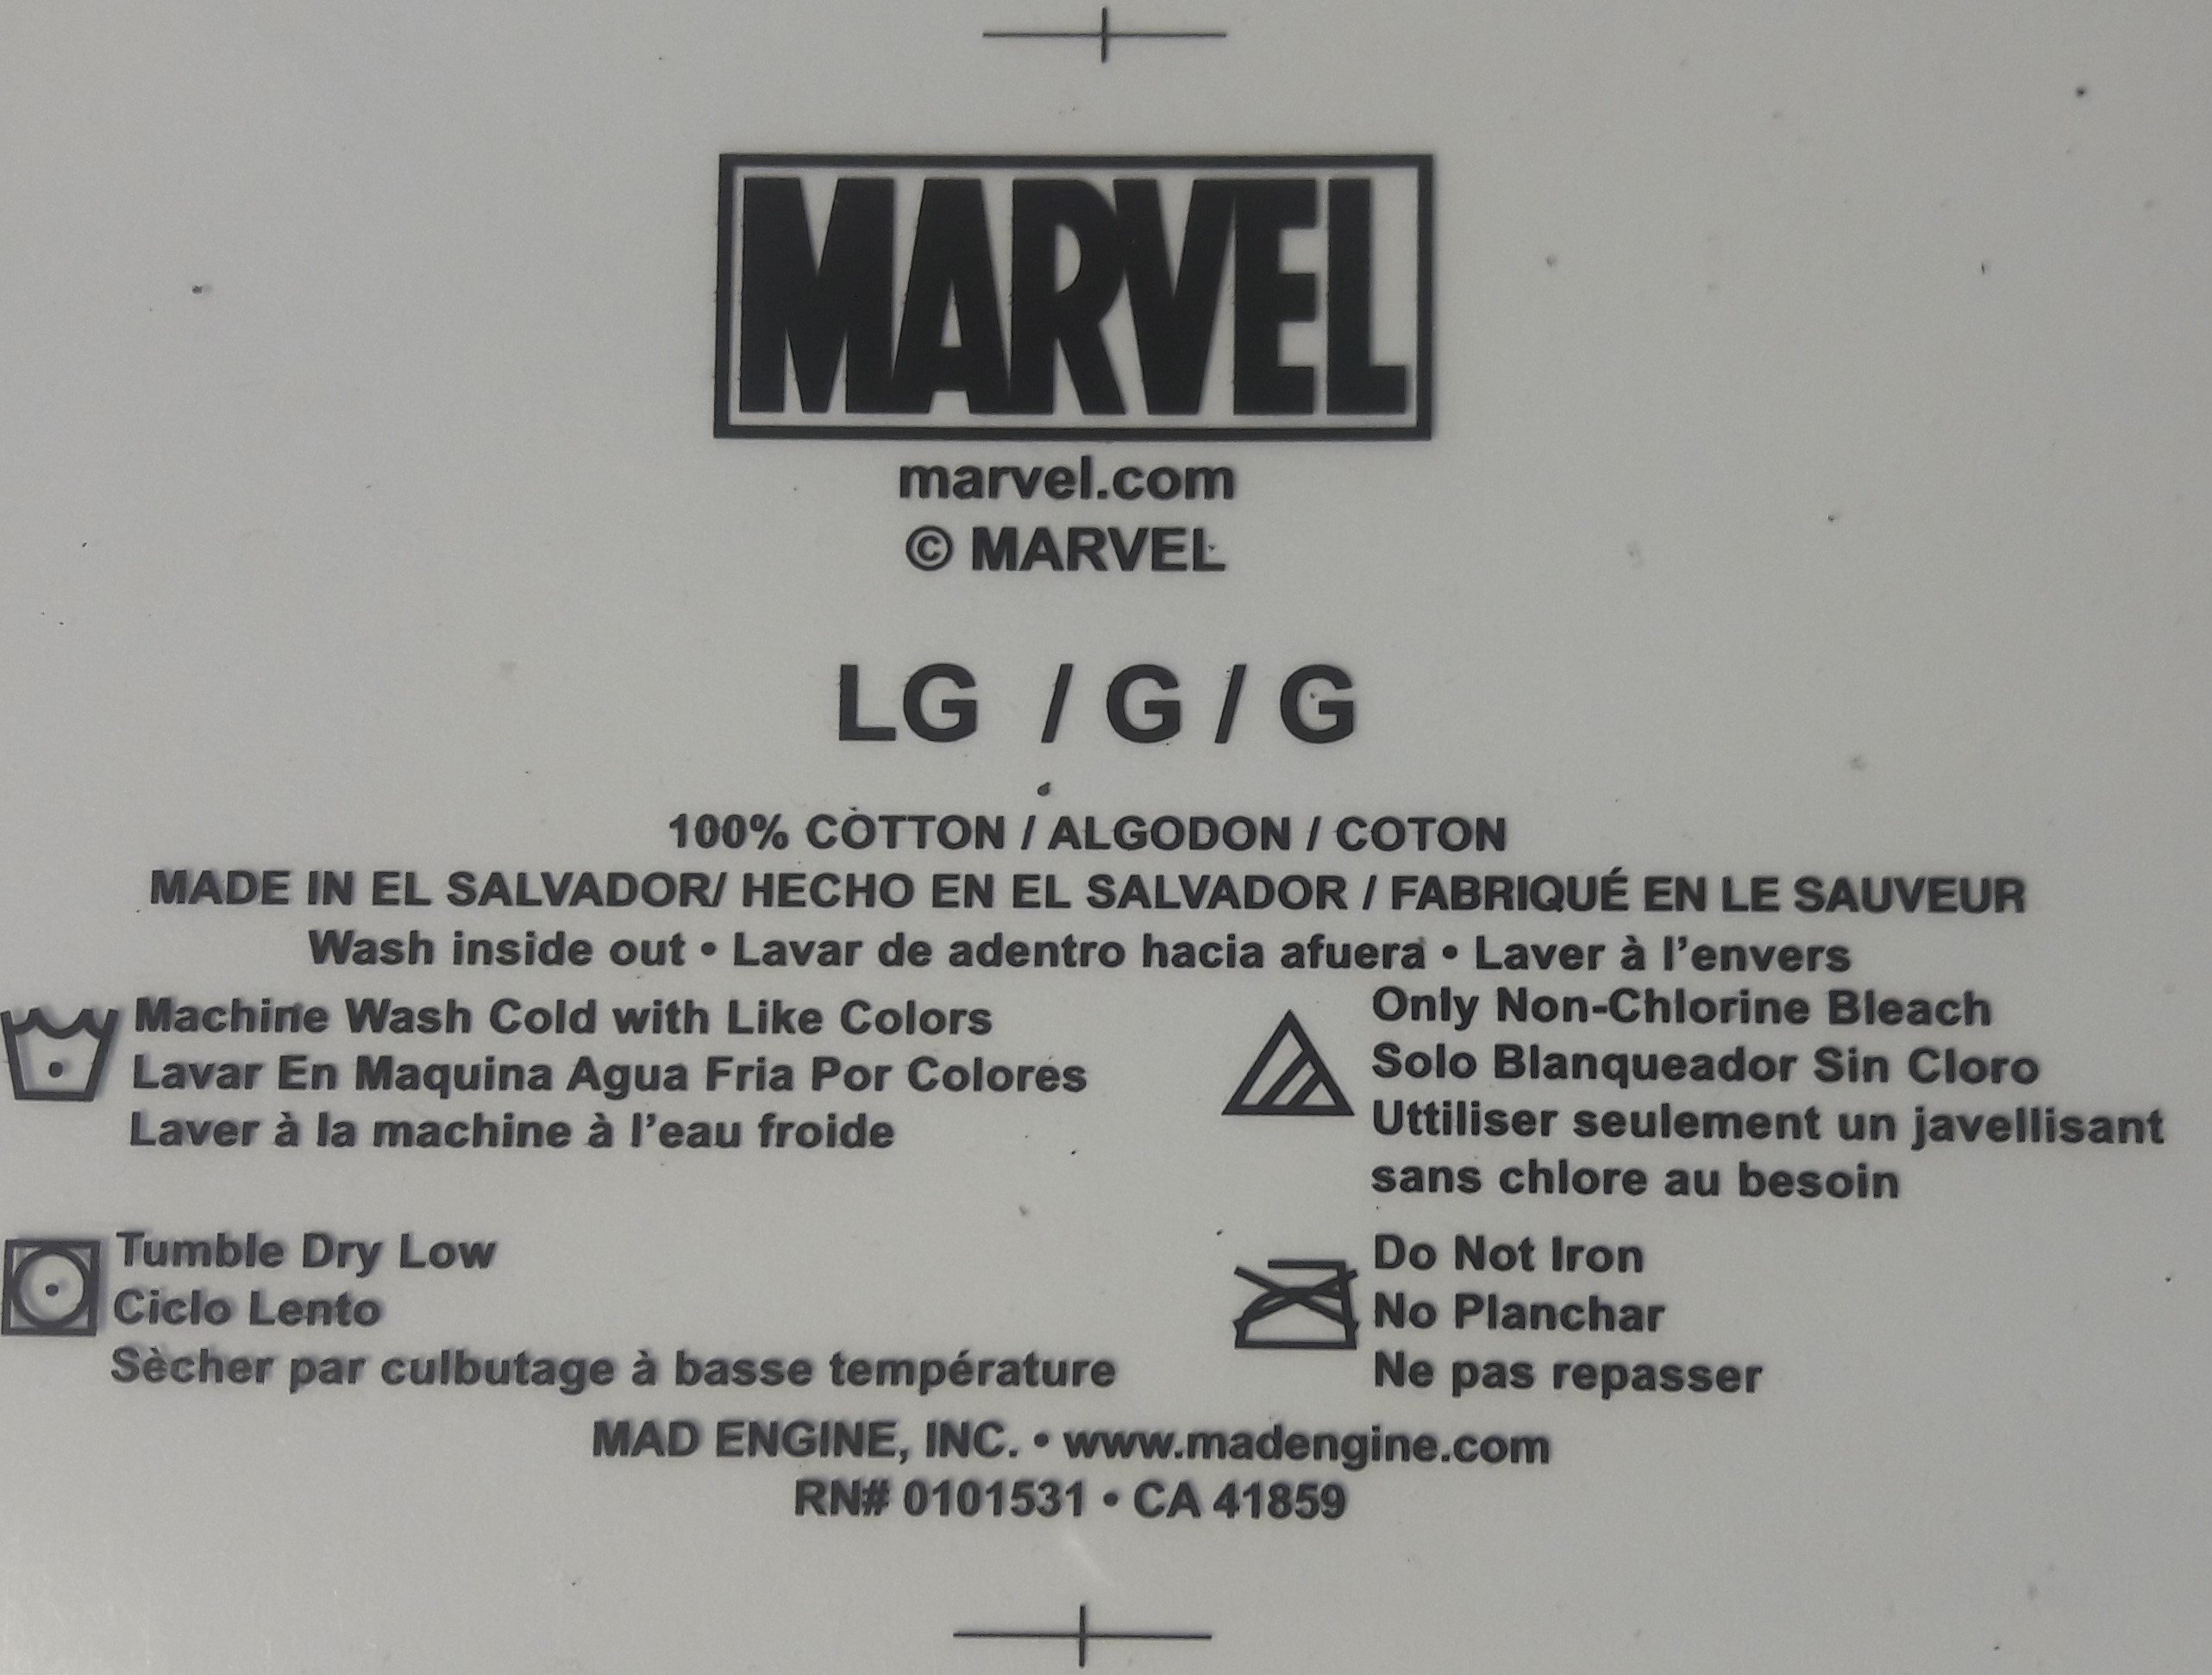 MARVEL
marvel.com
© MARVEL
LG / G / G
100% COTTON / ALGODON / COTON
MADE IN EL SALVADOR/ HECHO EN EL SALVADOR / FABRIQUÉ EN LE SAUVEUR
Wash inside out • Lavar de adentro hacia afuera • Laver à l'envers
Machine Wash Cold with Like Colors
Lavar En Maquina Agua Fria Por Colores
Laver à la machine à l'eau froide
Only Non-Chlorine Bleach
Solo Blanqueador Sin Cloro
Uttiliser seulement un javellisant
sans chlore au besoin
Tumble Dry Low
Ciclo Lento
Sècher par culbutage à basse température
Do Not Iron
No Planchar
Ne pas repasser
MAD ENGINE, INC. • www.madengine.com
RN# 0101531 • CA 41859